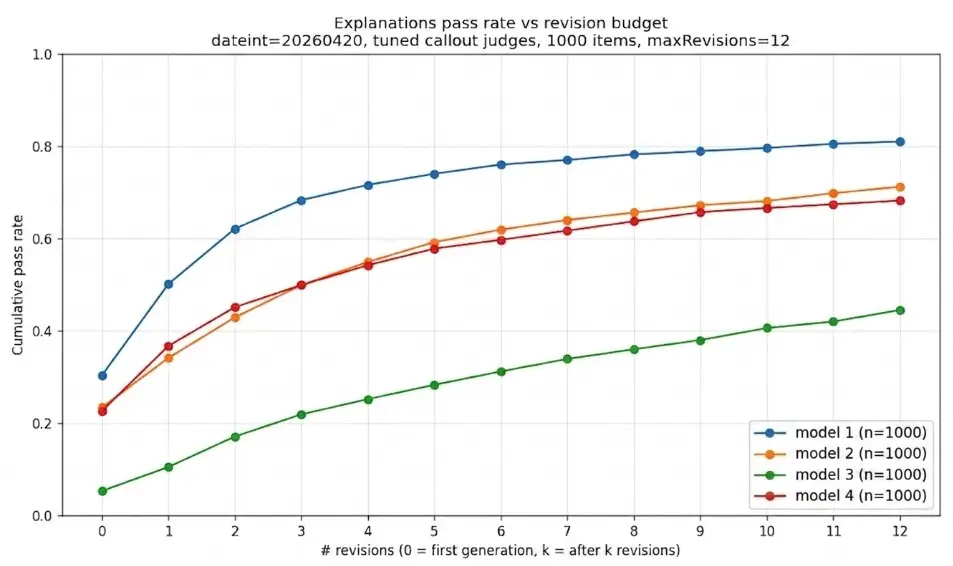 Explanations pass rate vs revision budget
dateint=20260420, tuned callout judges, 1000 items, maxRevisions=12
Cumulative pass rate
1.0
0.8
0.6
0.4
0.2
0.0
0 1 2 3 4 5 6 7 8 9 10 11 12
# revisions (0 = first generation, k = after k revisions)
model 1 (n=1000)
model 2 (n=1000)
model 3 (n=1000)
model 4 (n=1000)